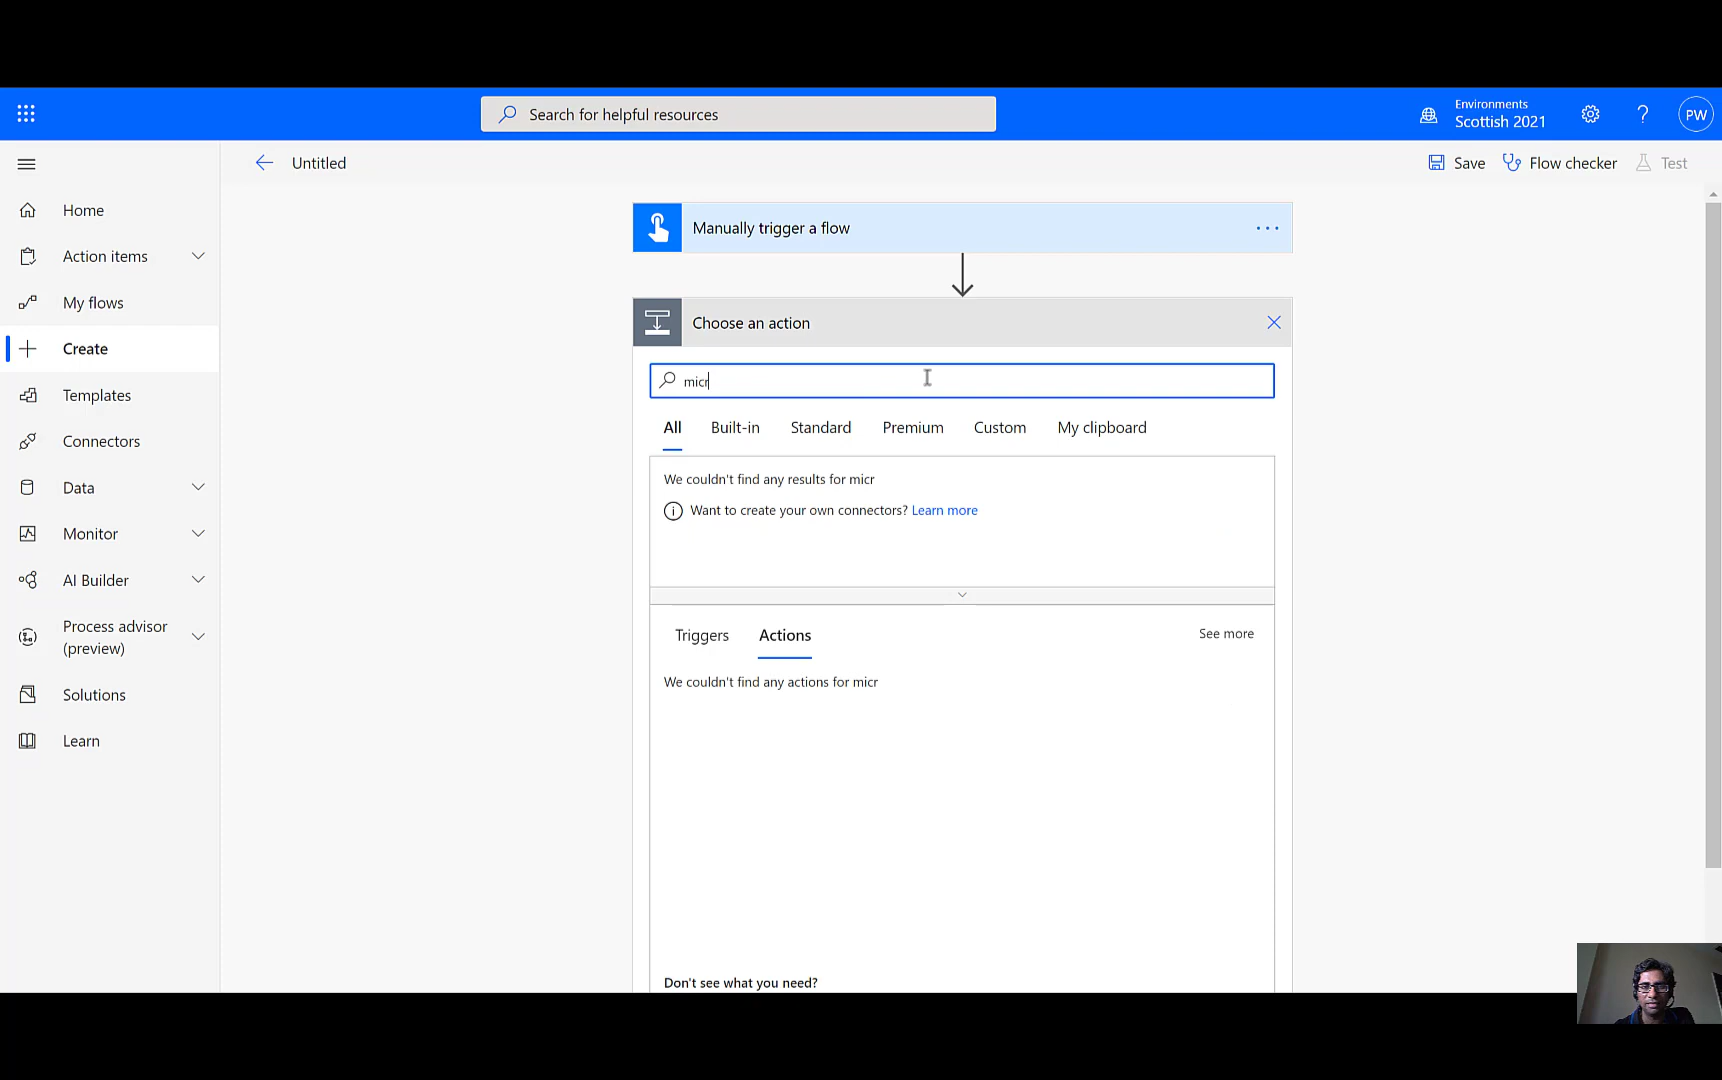 Search for helpful resources
Environments
Scottish 2021
PW
Untitled
Save
Flow checker
Test
Home
Action items
My flows
Create
Templates
Connectors
Data
Monitor
AI Builder
Process advisor
(preview)
Solutions
Learn
Manually trigger a flow
Choose an action
micr
All Built-in Standard Premium Custom My clipboard
We couldn't find any results for micr
Want to create your own connectors? Learn more
Triggers Actions See more
We couldn't find any actions for micr
Don't see what you need?